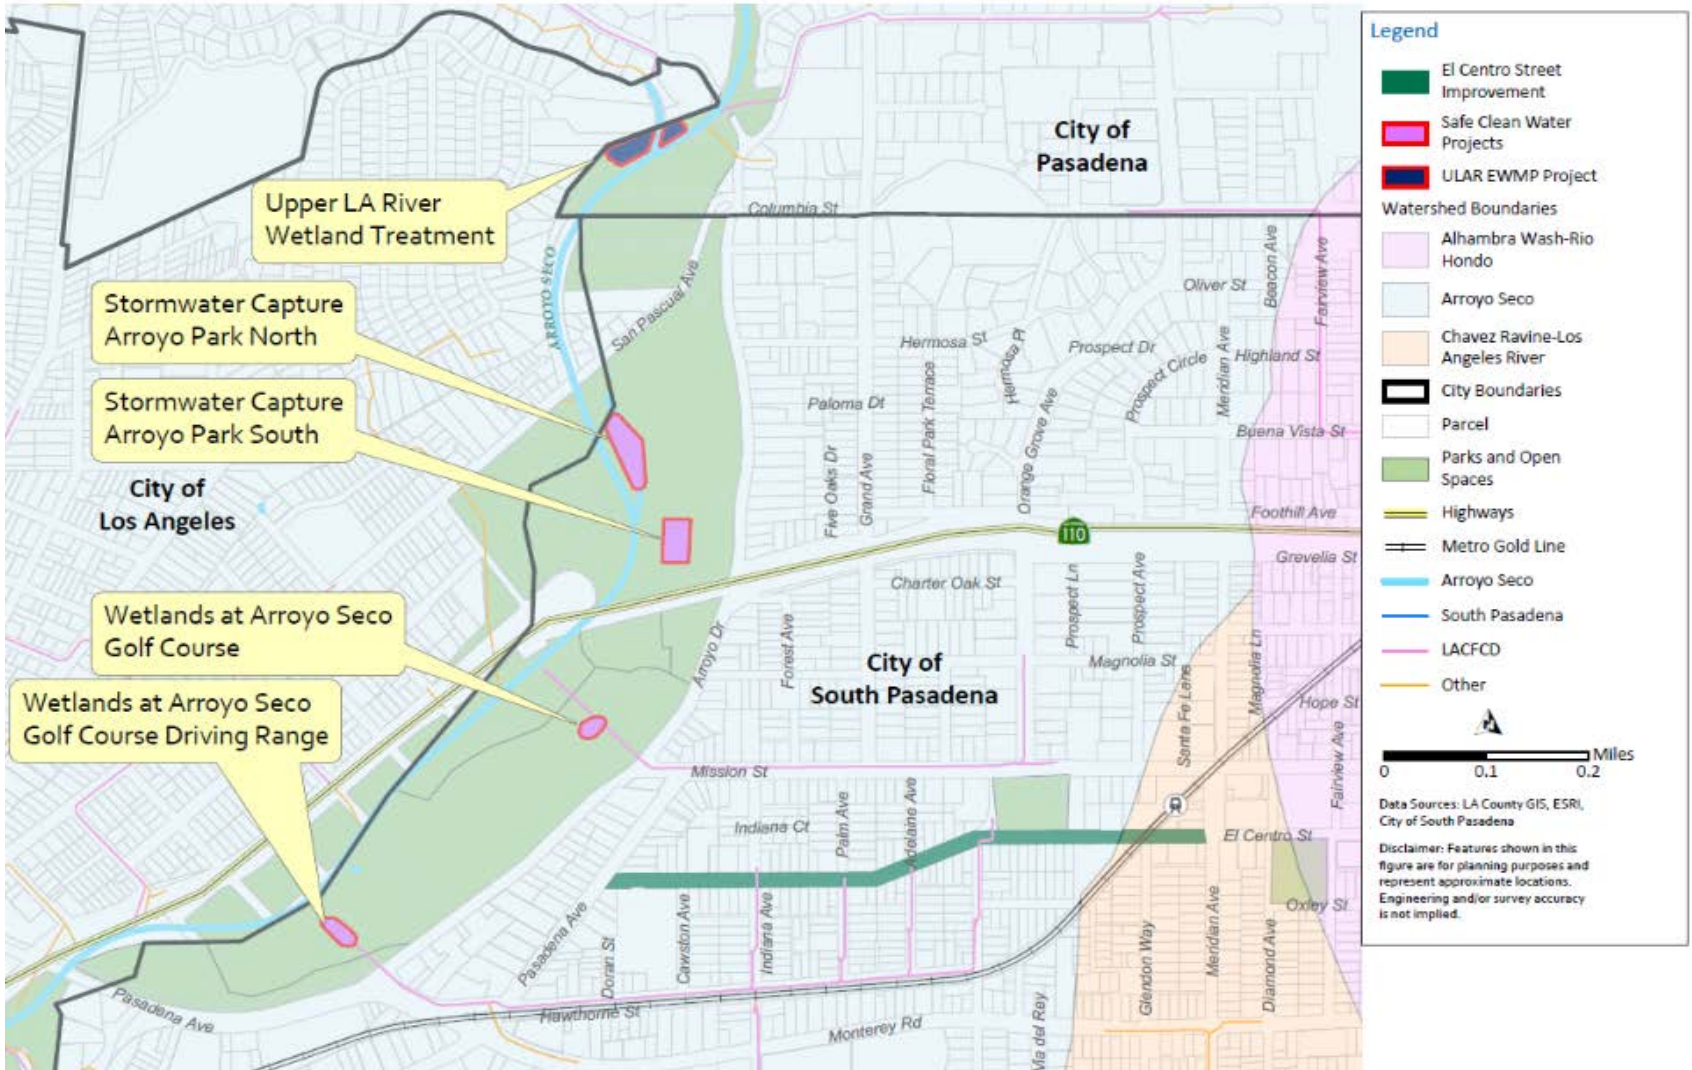 City of
Pasadena
Upper LA River
Wetland Treatment
Columbia St
ARROYO SECO
San Pascual Ave
Beacon Ave
Fairview Ave
Oliver St
Stormwater Capture
Arroyo Park North
Hermosa St
Hermosa Pl
Prospect Dr
Prospect Circle
Meridian Ave
Highland St
Stormwater Capture
Arroyo Park South
Paloma Dt
Floral Park Terrace
Orange Grove Ave
Buena Vista St
Five Oaks Dr
Grand Ave
City of
Los Angeles
Foothill Ave
110
Grevelia St
Charter Oak St
Prospect Ln
Prospect Ave
Wetlands at Arroyo Seco
Golf Course
Arroyo Dr
Forest Ave
City of
South Pasadena
Magnolia St
Santa Fe Lane
Magnolia Ln
Hope St
Wetlands at Arroyo Seco
Golf Course Driving Range
Mission St
Fairview Ave
Indiana Ct
Palm Ave
Adelaine Ave
El Centro St
Oxley St
Pasadena Ave
Doran St
Cawston Ave
Indiana Ave
Glendon Way
Meridian Ave
Diamond Ave
Pasadena Ave
Hawthorne St
Monterey Rd
Via del Rey
Legend
El Centro Street
Improvement
Safe Clean Water
Projects
ULAR EWMP Project
Watershed Boundaries
Alhambra Wash-Rio
Hondo
Arroyo Seco
Chavez Ravine-Los
Angeles River
City Boundaries
Parcel
Parks and Open
Spaces
Highways
Metro Gold Line
Arroyo Seco
South Pasadena
LACFCD
Other
Miles
0 0.1 0.2
Data Sources: LA County GIS, ESRI,
City of South Pasadena
Disclaimer: Features shown in this
figure are for planning purposes and
represent approximate locations.
Engineering and/or survey accuracy
is not implied.